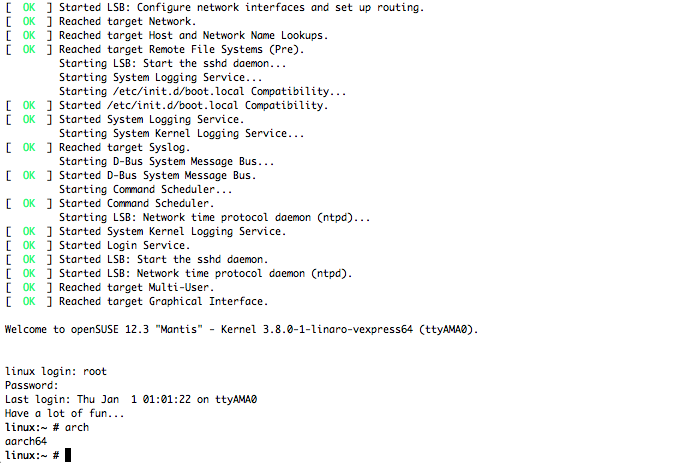 [  OK  ] Started LSB: Configure network interfaces and set up routing.
[  OK  ] Reached target Network.
[  OK  ] Reached target Host and Network Name Lookups.
[  OK  ] Reached target Remote File Systems (Pre).
         Starting LSB: Start the sshd daemon...
         Starting System Logging Service...
         Starting /etc/init.d/boot.local Compatibility...
[  OK  ] Started /etc/init.d/boot.local Compatibility.
[  OK  ] Started System Logging Service.
         Starting System Kernel Logging Service...
[  OK  ] Reached target Syslog.
         Starting D-Bus System Message Bus...
[  OK  ] Started D-Bus System Message Bus.
         Starting Command Scheduler...
[  OK  ] Started Command Scheduler.
         Starting LSB: Network time protocol daemon (ntpd)...
[  OK  ] Started System Kernel Logging Service.
[  OK  ] Started Login Service.
[  OK  ] Started LSB: Start the sshd daemon.
[  OK  ] Started LSB: Network time protocol daemon (ntpd).
[  OK  ] Reached target Multi-User.
[  OK  ] Reached target Graphical Interface.
Welcome to openSUSE 12.3 "Mantis" - Kernel 3.8.0-1-linaro-vexpress64 (ttyAMA0).
linux login: root
Password:
Last login: Thu Jan  1 01:01:22 on ttyAMA0
Have a lot of fun...
linux:~ # arch
aarch64
linux:~ #